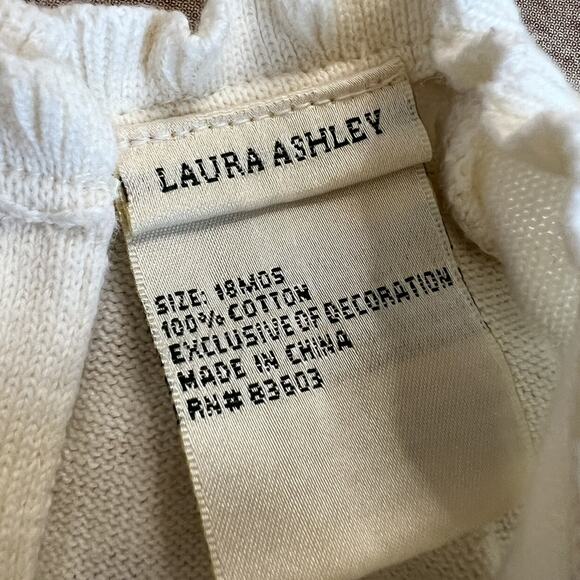 LAURA ASHLEY
SIZE: 18MOS
100% COTTON
EXCLUSIVE OF DECORATION
MADE IN CHINA
RN# 83603